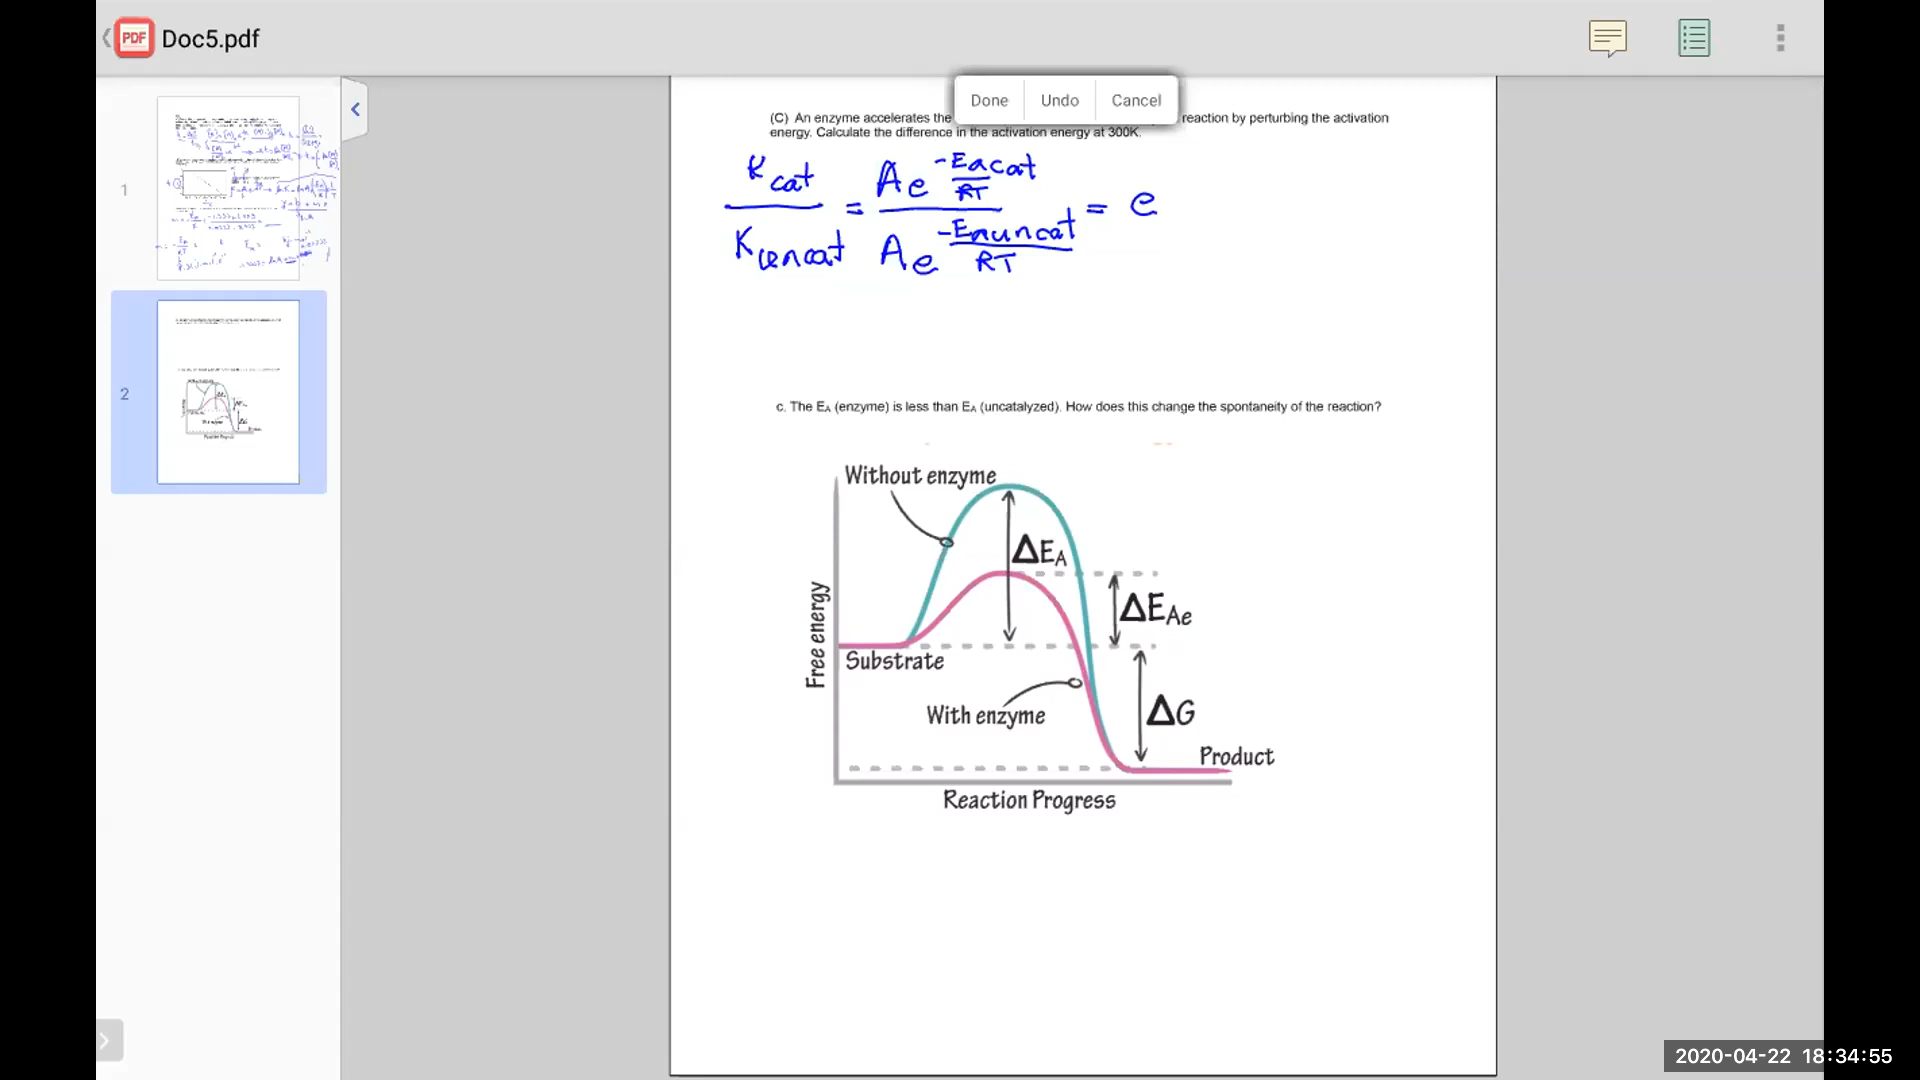 Doc5.pdf
Done Undo Cancel
(C) An enzyme accelerates the reaction by perturbing the activation
energy. Calculate the difference in the activation energy at 300K.
Kcat / Kuncat = Ae^(-Eacat/RT) / Ae^(-Eauncat/RT) = e
c. The EA (enzyme) is less than EA (uncatalyzed). How does this change the spontaneity of the reaction?
Without enzyme
ΔEA
ΔEAe
Free energy
Substrate
With enzyme
ΔG
Product
Reaction Progress
1
2
2020-04-22 18:34:55